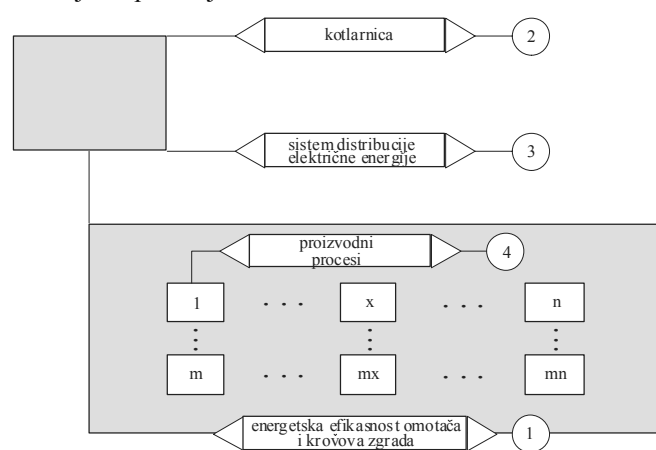 kotlarnica
2
sistem distribucije
električne energije
3
proizvodni
procesi
4
1 . . . x . . . n
m . . . mx . . . mn
energetska efikasnost omotača
i krovova zgrada
1